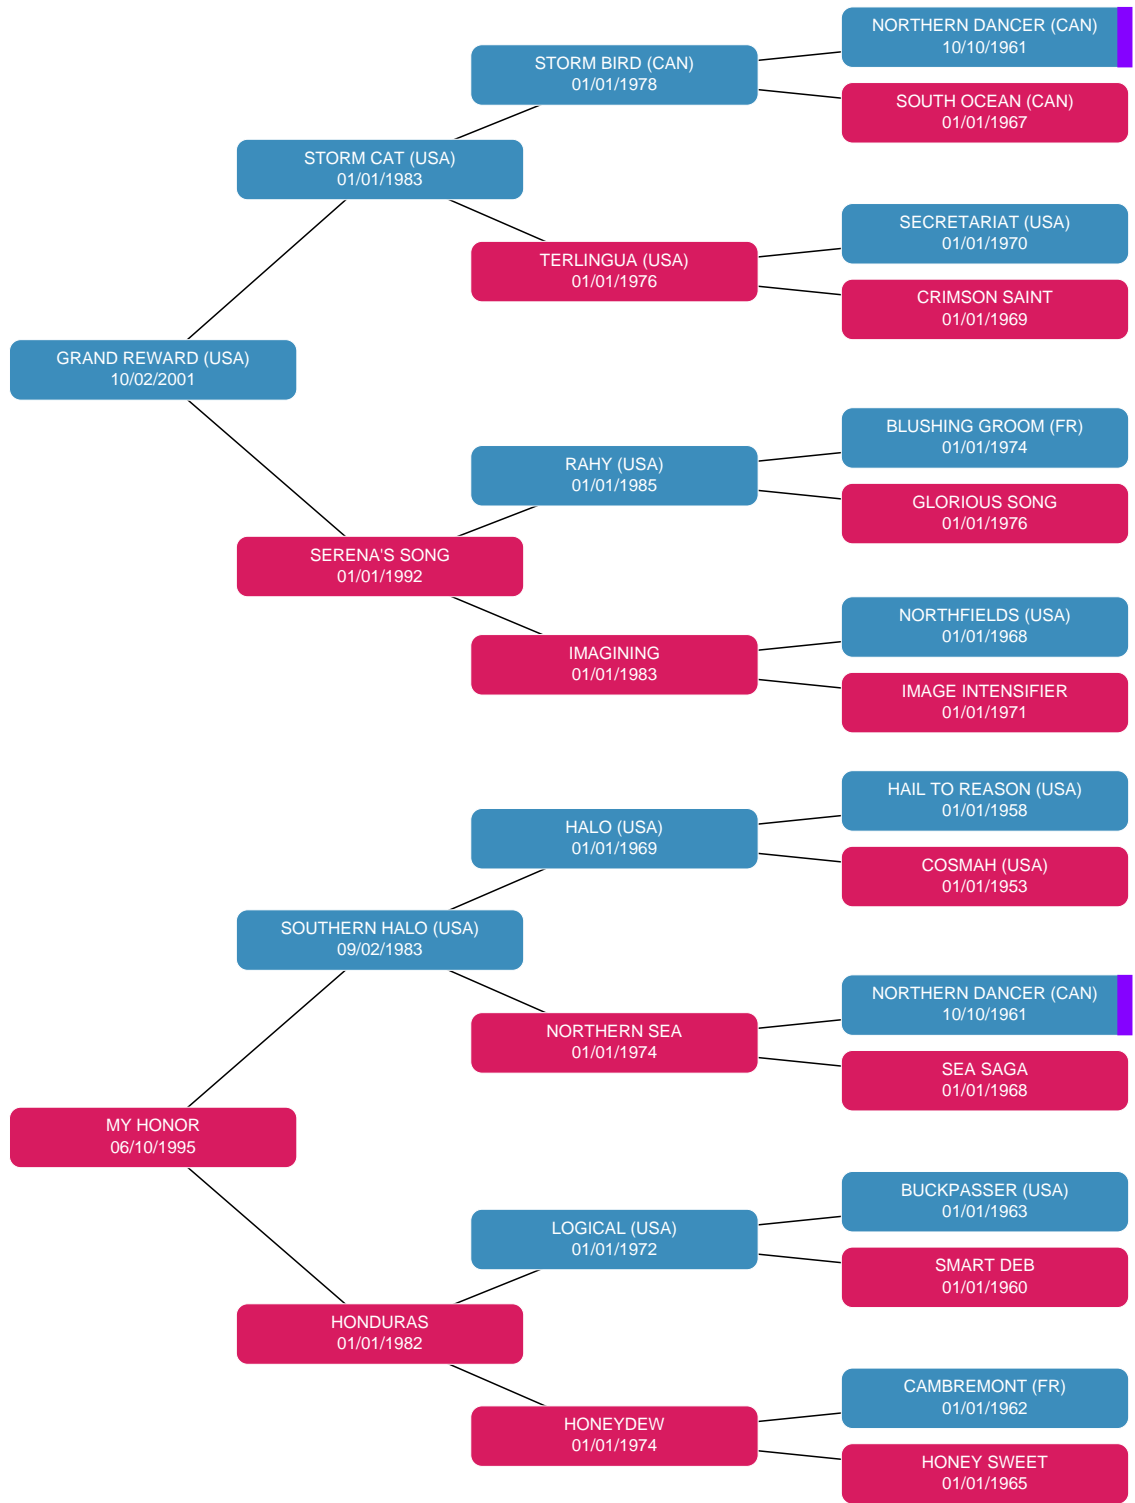 NORTHERN DANCER (CAN)
10/10/1961
STORM BIRD (CAN)
01/01/1978
SOUTH OCEAN (CAN)
01/01/1967
STORM CAT (USA)
01/01/1983
SECRETARIAT (USA)
01/01/1970
TERLINGUA (USA)
01/01/1976
CRIMSON SAINT
01/01/1969
GRAND REWARD (USA)
10/02/2001
BLUSHING GROOM (FR)
01/01/1974
RAHY (USA)
01/01/1985
GLORIOUS SONG
01/01/1976
SERENA'S SONG
01/01/1992
NORTHFIELDS (USA)
01/01/1968
IMAGINING
01/01/1983
IMAGE INTENSIFIER
01/01/1971
HAIL TO REASON (USA)
01/01/1958
HALO (USA)
01/01/1969
COSMAH (USA)
01/01/1953
SOUTHERN HALO (USA)
09/02/1983
NORTHERN DANCER (CAN)
10/10/1961
NORTHERN SEA
01/01/1974
SEA SAGA
01/01/1968
MY HONOR
06/10/1995
BUCKPASSER (USA)
01/01/1963
LOGICAL (USA)
01/01/1972
SMART DEB
01/01/1960
HONDURAS
01/01/1982
CAMBREMONT (FR)
01/01/1962
HONEYDEW
01/01/1974
HONEY SWEET
01/01/1965